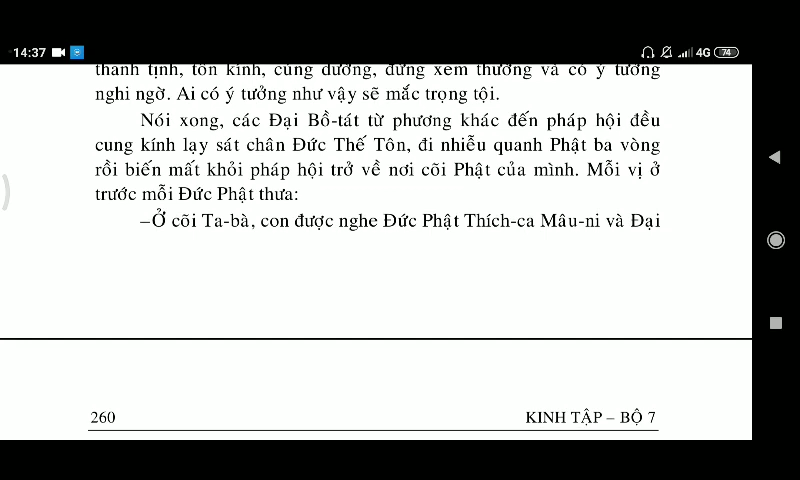 14:37
4G 74
thanh tịnh, tôn kính, cúng dường, đừng xem thường và có ý tưởng
nghi ngờ. Ai có ý tưởng như vậy sẽ mắc trọng tội.
Nói xong, các Đại Bồ-tát từ phương khác đến pháp hội đều
cung kính lạy sát chân Đức Thế Tôn, đi nhiễu quanh Phật ba vòng
rồi biến mất khỏi pháp hội trở về nơi cõi Phật của mình. Mỗi vị ở
trước mỗi Đức Phật thưa:
–Ở cõi Ta-bà, con được nghe Đức Phật Thích-ca Mâu-ni và Đại
260
KINH TẬP – BỘ 7